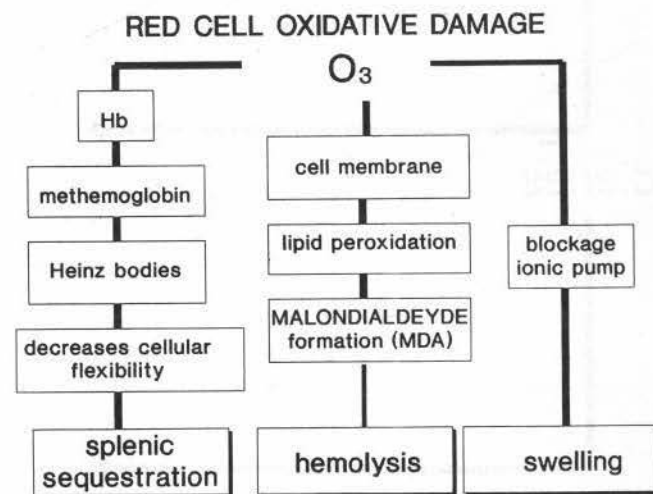 RED CELL OXIDATIVE DAMAGE
O₃
Hb
methemoglobin
Heinz bodies
decreases cellular
flexibility
splenic
sequestration
cell membrane
lipid peroxidation
MALONDIALDEYDE
formation (MDA)
hemolysis
blockage
ionic pump
swelling